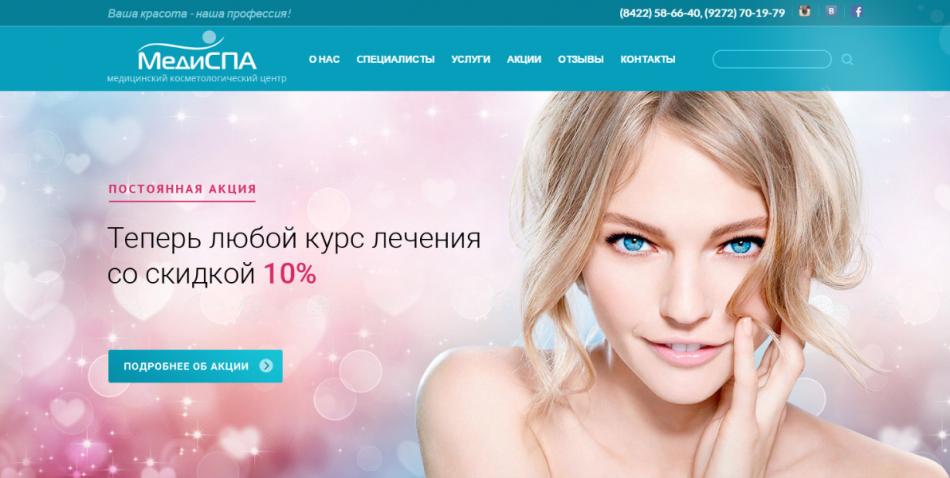 Ваша красота - наша профессия!
(8422) 58-66-40, (9272) 70-19-79
МедиСПА
медицинский косметологический центр
О НАС СПЕЦИАЛИСТЫ УСЛУГИ АКЦИИ ОТЗЫВЫ КОНТАКТЫ
ПОСТОЯННАЯ АКЦИЯ
Теперь любой курс лечения
со скидкой 10%
ПОДРОБНЕЕ ОБ АКЦИИ